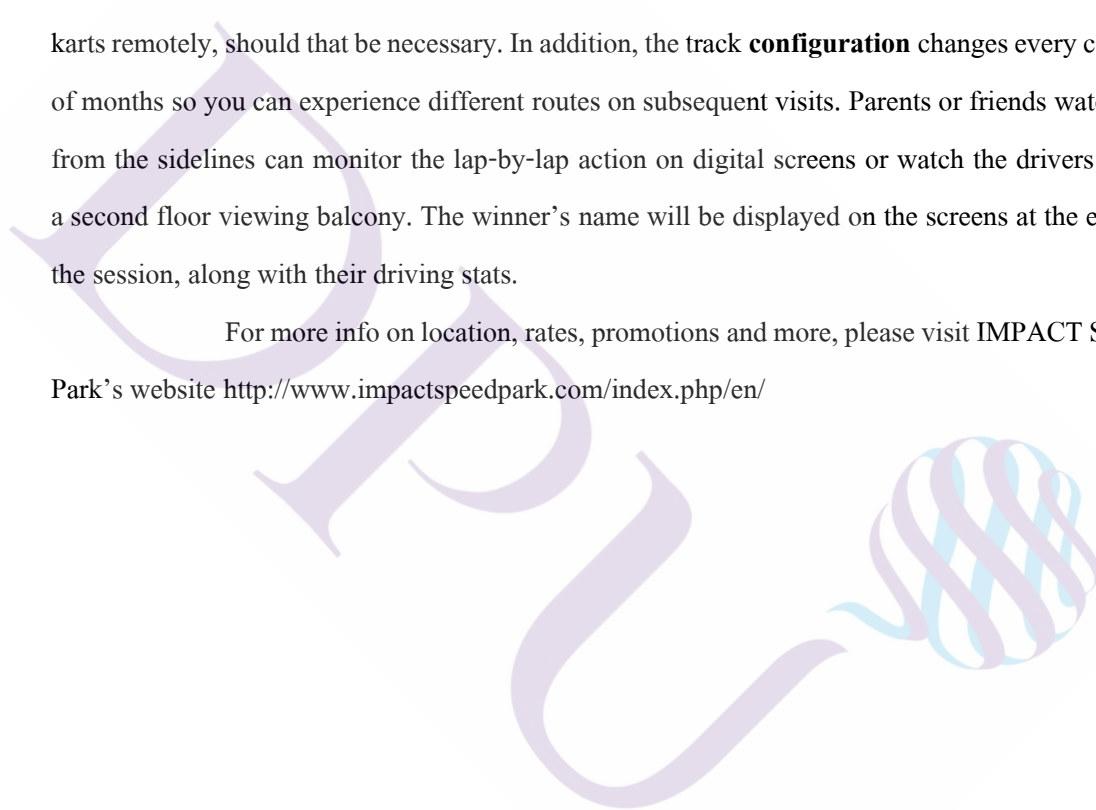 karts remotely, should that be necessary. In addition, the track configuration changes every c
of months so you can experience different routes on subsequent visits. Parents or friends wat
from the sidelines can monitor the lap-by-lap action on digital screens or watch the drivers
a second floor viewing balcony. The winner’s name will be displayed on the screens at the e
the session, along with their driving stats.
For more info on location, rates, promotions and more, please visit IMPACT S
Park’s website http://www.impactspeedpark.com/index.php/en/
DPU